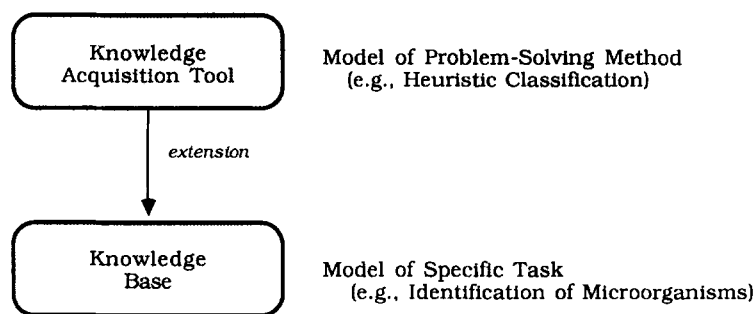 Knowledge
Acquisition Tool
Model of Problem-Solving Method
(e.g., Heuristic Classification)
extension
Knowledge
Base
Model of Specific Task
(e.g., Identification of Microorganisms)